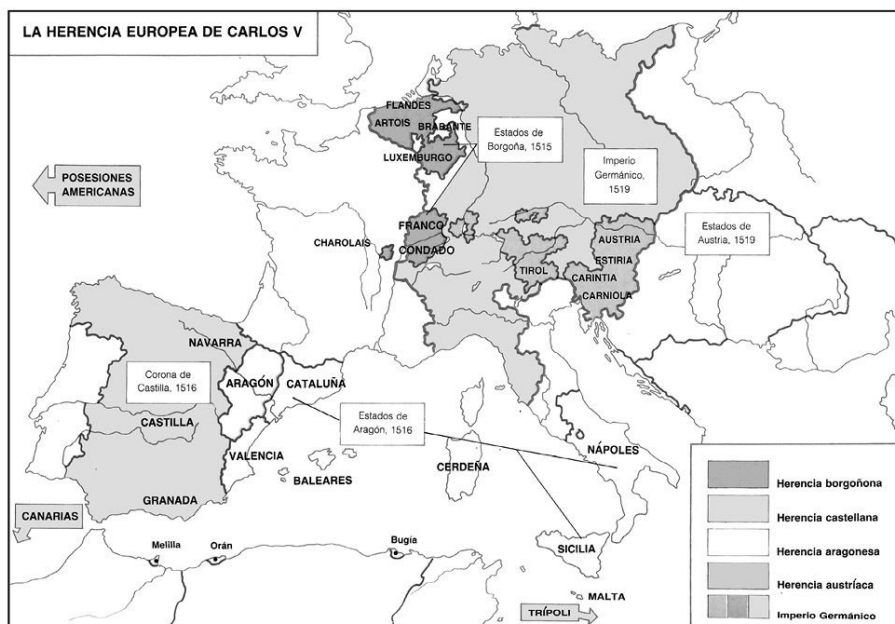 LA HERENCIA EUROPEA DE CARLOS V
FLANDES
ARTOIS
BRABANTE
LUXEMBURGO
Estados de
Borgoña, 1515
Imperio
Germánico,
1519
POSESIONES
AMERICANAS
CHAROLAIS
FRANCO
CONDADO
Estados de
Austria, 1519
AUSTRIA
ESTIRIA
TIROL
CARINTIA
CARNIOLA
NAVARRA
Corona de
Castilla, 1516
ARAGÓN
CATALUÑA
CASTILLA
Estados de
Aragón, 1516
VALENCIA
BALEARES
CERDEÑA
NÁPOLES
GRANADA
CANARIAS
Melilla
Orán
Bugía
SICILIA
MALTA
TRÍPOLI
Herencia borgoñona
Herencia castellana
Herencia aragonesa
Herencia austríaca
Imperio Germánico